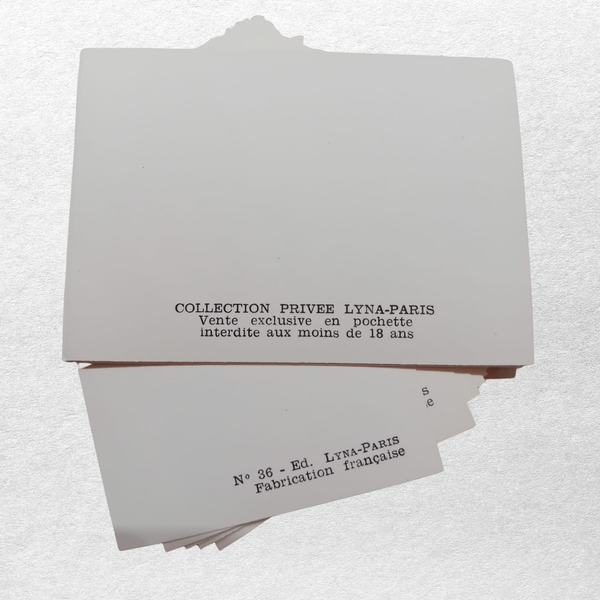 COLLECTION PRIVEE LYNA-PARIS
Vente exclusive en pochette
interdite aux moins de 18 ans
s
e
Nº 36 - Ed. LYNA-PARIS
Fabrication française